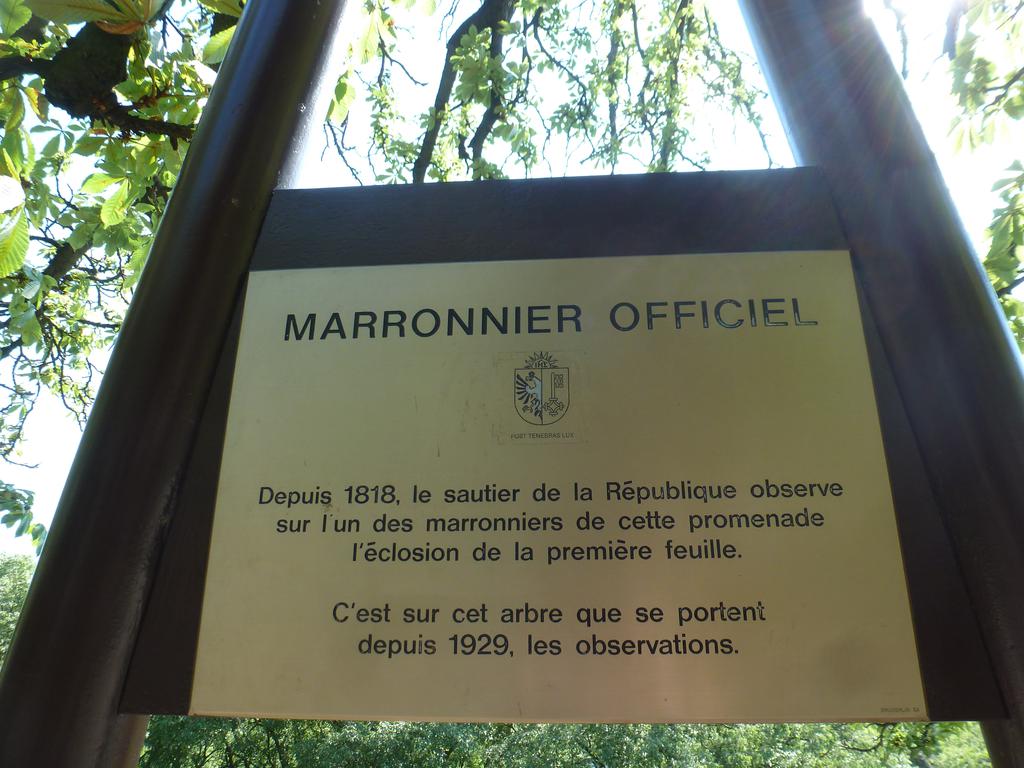 MARRONNIER OFFICIEL
POST TENEBRAS LUX
Depuis 1818, le sautier de la République observe
sur l'un des marronniers de cette promenade
l'éclosion de la première feuille.
C'est sur cet arbre que se portent
depuis 1929, les observations.